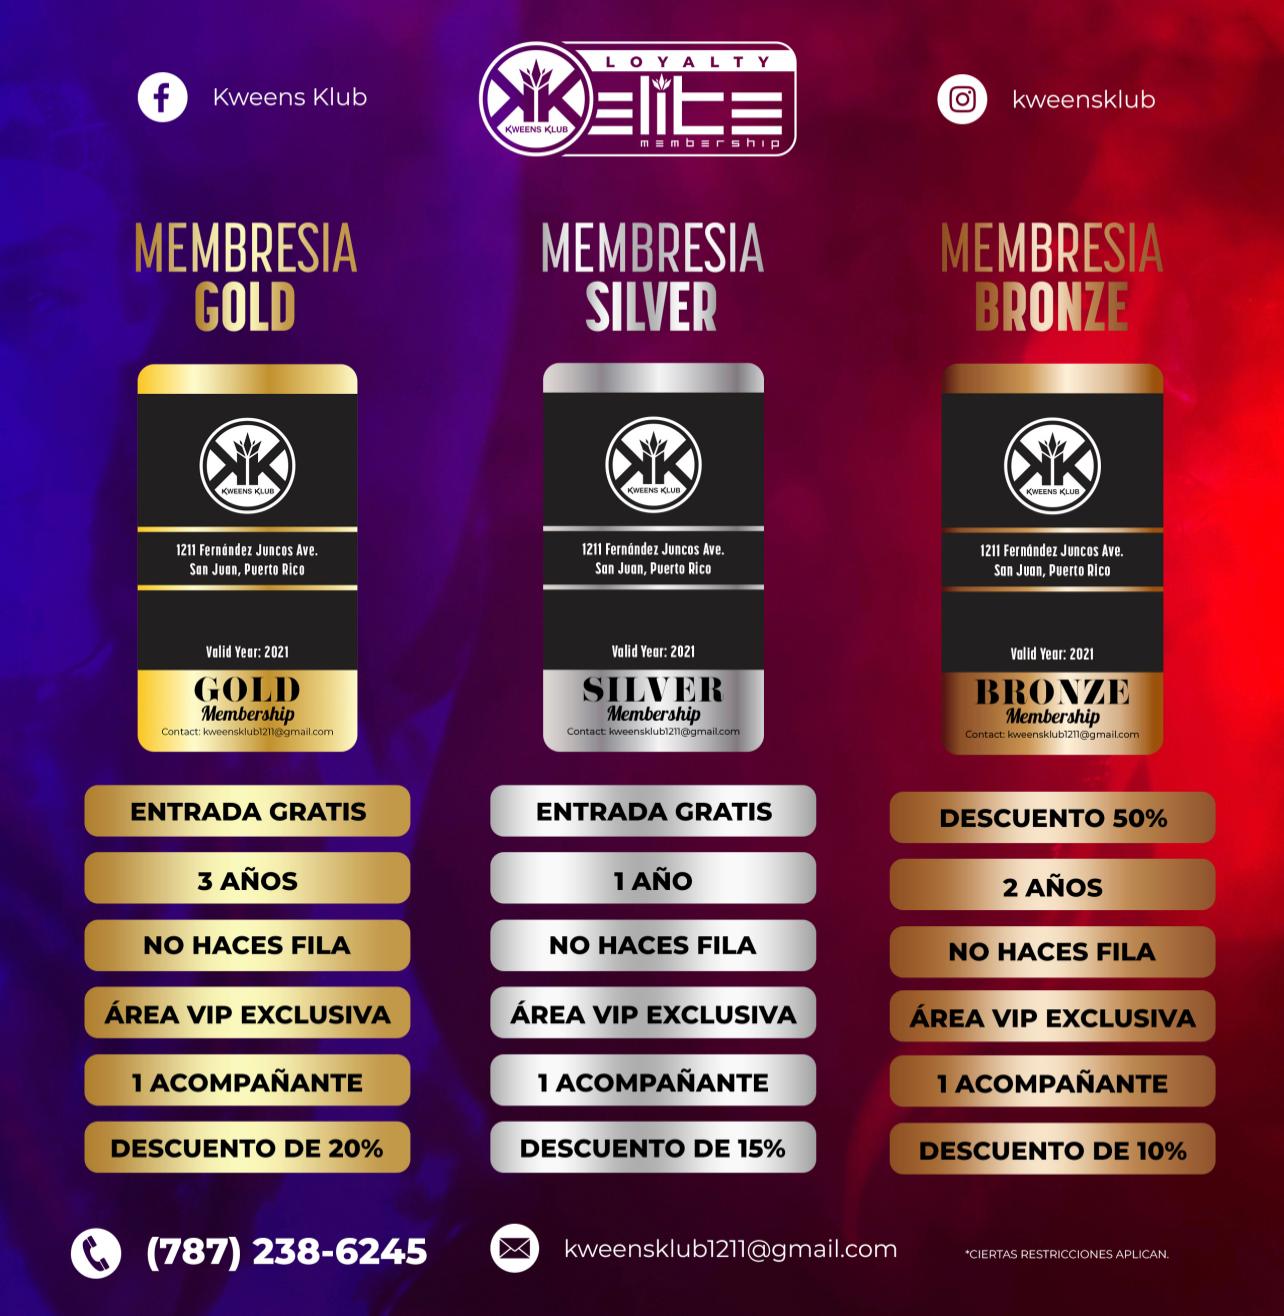 Kweens Klub
LOYALTY
KK
KWEENS KLUB
elite
membership
kweensklub
MEMBRESIA
GOLD
KK
KWEENS KLUB
1211 Fernández Juncos Ave.
San Juan, Puerto Rico
Valid Year: 2021
GOLD
Membership
Contact: kweensklub1211@gmail.com
ENTRADA GRATIS
3 AÑOS
NO HACES FILA
ÁREA VIP EXCLUSIVA
1 ACOMPAÑANTE
DESCUENTO DE 20%
MEMBRESIA
SILVER
KK
KWEENS KLUB
1211 Fernández Juncos Ave.
San Juan, Puerto Rico
Valid Year: 2021
SILVER
Membership
Contact: kweensklub1211@gmail.com
ENTRADA GRATIS
1 AÑO
NO HACES FILA
ÁREA VIP EXCLUSIVA
1 ACOMPAÑANTE
DESCUENTO DE 15%
MEMBRESIA
BRONZE
KK
KWEENS KLUB
1211 Fernández Juncos Ave.
San Juan, Puerto Rico
Valid Year: 2021
BRONZE
Membership
Contact: kweensklub1211@gmail.com
DESCUENTO 50%
2 AÑOS
NO HACES FILA
ÁREA VIP EXCLUSIVA
1 ACOMPAÑANTE
DESCUENTO DE 10%
(787) 238-6245
kweensklub1211@gmail.com
*CIERTAS RESTRICCIONES APLICAN.